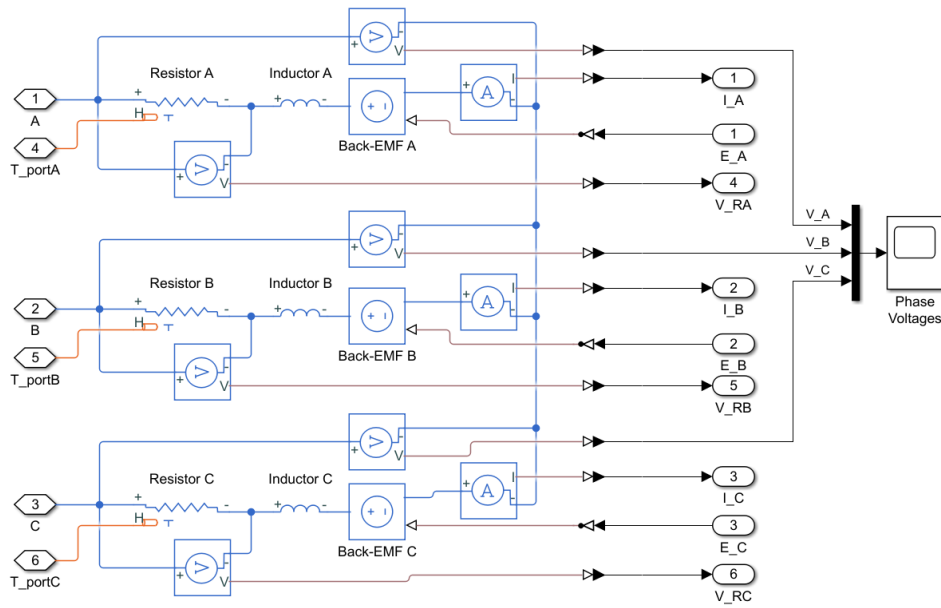 +
V
-
V
Resistor A
Inductor A
+
-
+
-
+
-
+
A
I
-
1
I_A
1
A
H
T
Back-EMF A
1
E_A
4
T_portA
+
V
-
V
4
V_RA
V_A
+
V
-
V
V_B
Resistor B
Inductor B
V_C
+
-
+
-
+
-
+
A
I
-
2
I_B
Phase
Voltages
2
B
H
T
Back-EMF B
2
E_B
5
T_portB
+
V
-
V
5
V_RB
+
V
-
V
Resistor C
Inductor C
+
-
+
-
+
-
+
A
I
-
3
I_C
3
C
H
T
Back-EMF C
3
E_C
6
T_portC
+
V
-
V
6
V_RC